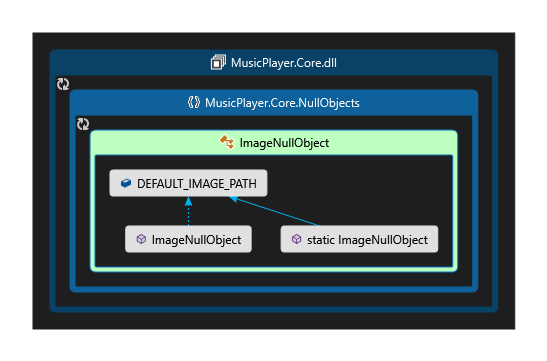 MusicPlayer.Core.dll
MusicPlayer.Core.NullObjects
ImageNullObject
DEFAULT_IMAGE_PATH
ImageNullObject
static ImageNullObject